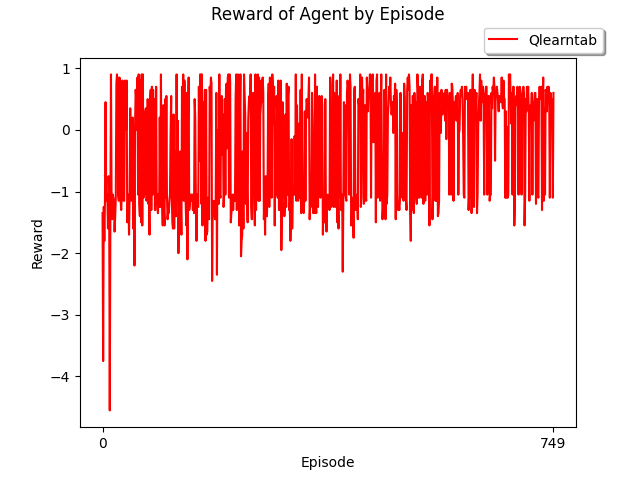 Reward of Agent by Episode
Qlearntab
1
0
−1
−2
−3
−4
Reward
0
749
Episode